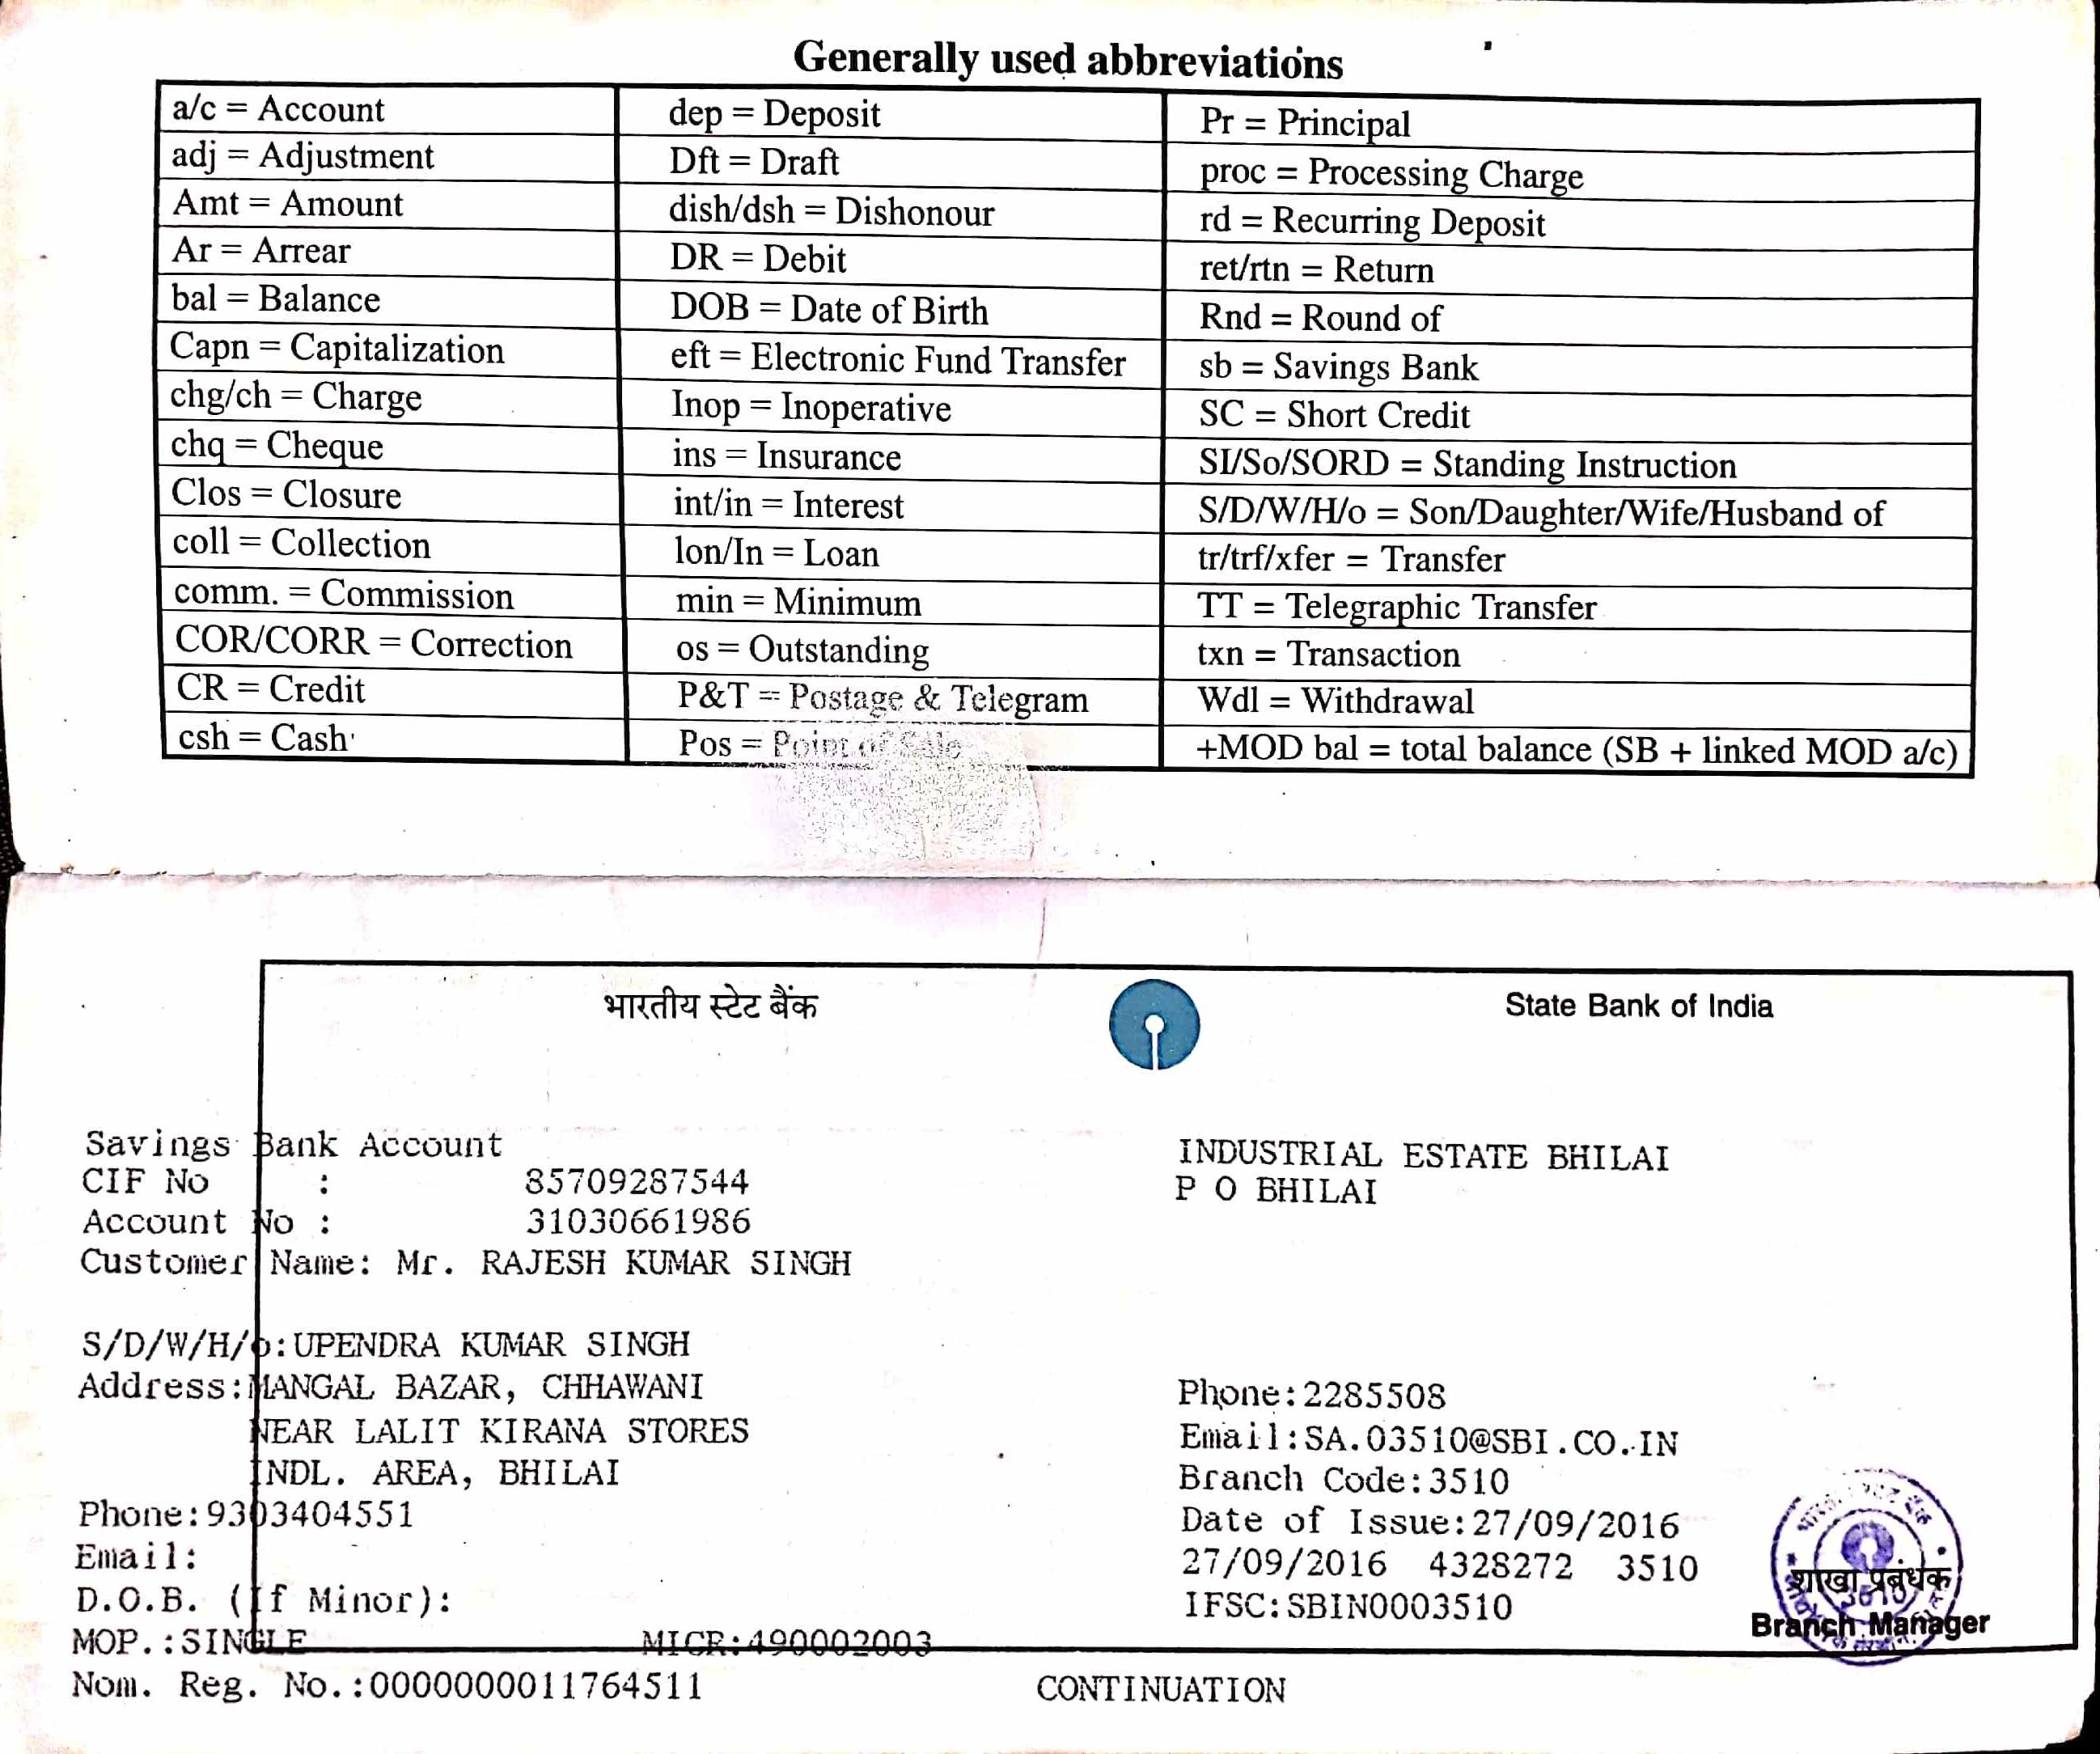 Generally used abbreviations
a/c = Account
adj = Adjustment
Amt = Amount
Ar = Arrear
bal = Balance
Capn = Capitalization
chg/ch = Charge
chq = Cheque
Clos = Closure
coll = Collection
comm. = Commission
COR/CORR = Correction
CR = Credit
csh = Cash
dep = Deposit
Dft = Draft
dish/dsh = Dishonour
DR = Debit
DOB = Date of Birth
eft = Electronic Fund Transfer
Inop = Inoperative
ins = Insurance
int/in = Interest
lon/In = Loan
min = Minimum
os = Outstanding
P&T = Postage & Telegram
Pos = Point of Sale
Pr = Principal
proc = Processing Charge
rd = Recurring Deposit
ret/rtn = Return
Rnd = Round of
sb = Savings Bank
SC = Short Credit
SI/So/SORD = Standing Instruction
S/D/W/H/o = Son/Daughter/Wife/Husband of
tr/trf/xfer = Transfer
TT = Telegraphic Transfer
txn = Transaction
Wdl = Withdrawal
+MOD bal = total balance (SB + linked MOD a/c)
भारतीय स्टेट बैंक
State Bank of India
Savings Bank Account
CIF No : 85709287544
Account No : 31030661986
Customer Name: Mr. RAJESH KUMAR SINGH
S/D/W/H/o:UPENDRA KUMAR SINGH
Address:MANGAL BAZAR, CHHAWANI
NEAR LALIT KIRANA STORES
INDL. AREA, BHILAI
Phone:9303404551
Email:
D.O.B. (If Minor):
MOP.:SINGLE
MICR:490002003
Nom. Reg. No.:0000000011764511
INDUSTRIAL ESTATE BHILAI
P O BHILAI
Phone:2285508
Email:SA.03510@SBI.CO.IN
Branch Code:3510
Date of Issue:27/09/2016
27/09/2016 4328272 3510
IFSC:SBIN0003510
शाखा प्रबंधक
Branch Manager
CONTINUATION